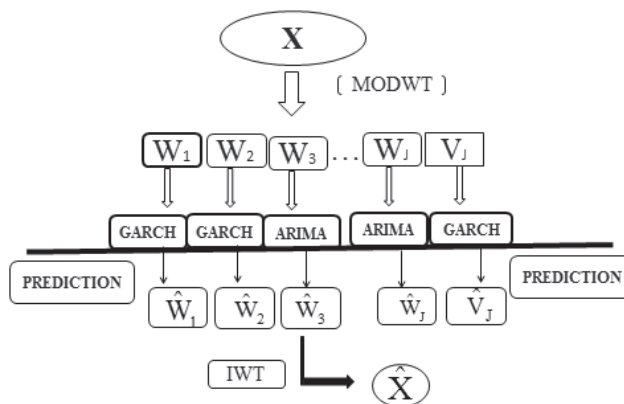 X
( MODWT )
W1 W2 W3 ... WJ VJ
GARCH GARCH ARIMA ARIMA GARCH
PREDICTION PREDICTION
Ŵ1 Ŵ2 Ŵ3 ŴJ V̂J
IWT X̂